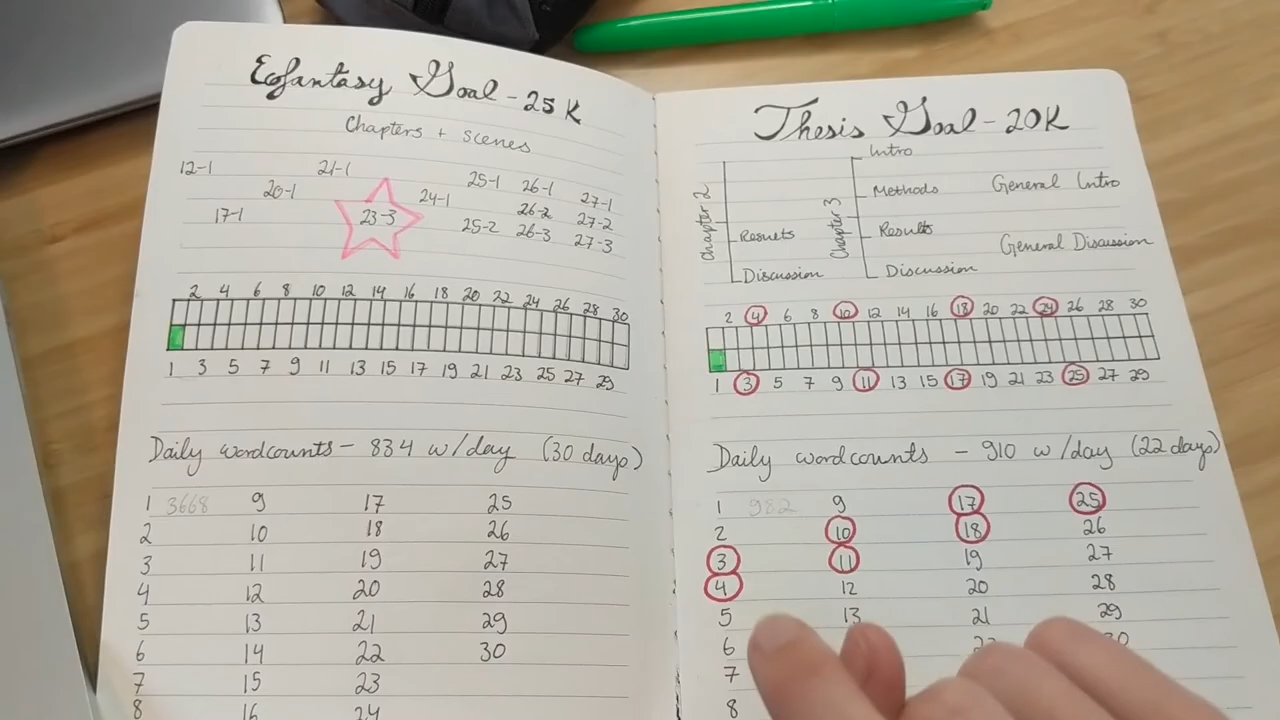 Ecofantasy Goal - 25K
Chapters + scenes
12-1 21-1 25-1 26-1 27-1
20-1 24-1 26-2 27-2
17-1 23-3 25-2 26-3 27-3
2 4 6 8 10 12 14 16 18 20 22 24 26 28 30
1 3 5 7 9 11 13 15 17 19 21 23 25 27 29
Daily wordcounts - 834 w/day (30 days)
1 3668 9 17 25
2 10 18 26
3 11 19 27
4 12 20 28
5 13 21 29
6 14 22 30
7 15 23
8 16 24
Thesis Goal - 20K
Chapter 2
Results
Discussion
Chapter 3
Intro
Methods
Results
Discussion
General Intro
General Discussion
2 4 6 8 10 12 14 16 18 20 22 24 26 28 30
1 3 5 7 9 11 13 15 17 19 21 23 25 27 29
Daily wordcounts - 910 w/day (22 days)
1 982 9 17 25
2 10 18 26
3 11 19 27
4 12 20 28
5 13 21 29
6 22 30
7
8